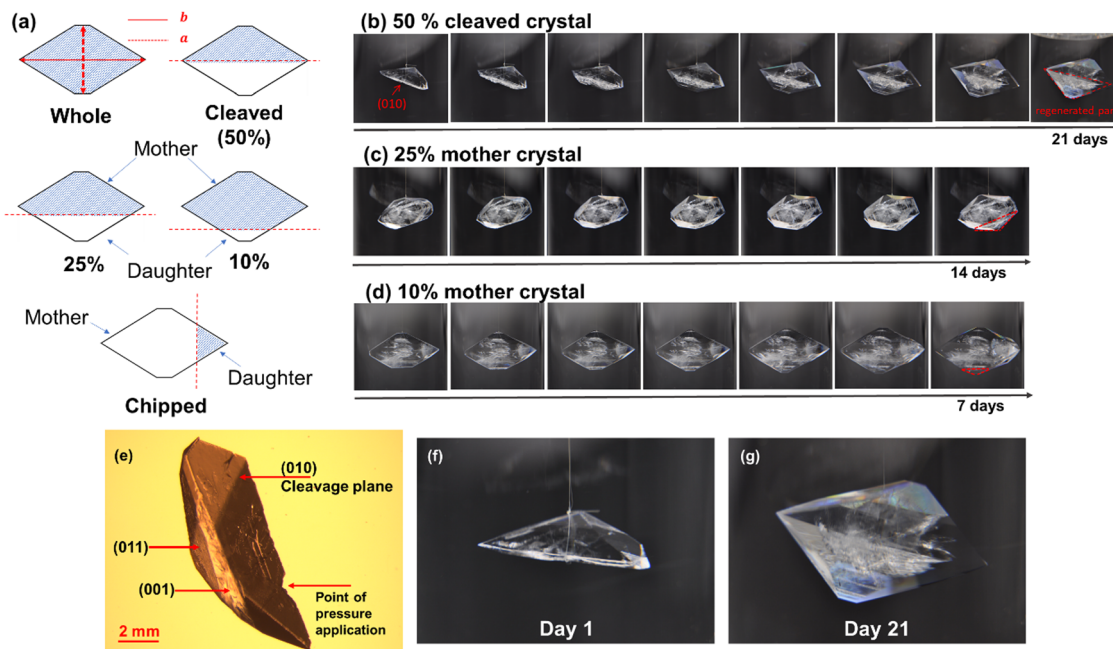 (a)
b
a
Whole
Cleaved
(50%)
Mother
25%
10%
Daughter
Mother
Daughter
Chipped
(b) 50 % cleaved crystal
(010)
regenerated part
21 days
(c) 25% mother crystal
14 days
(d) 10% mother crystal
7 days
(e)
(010)
Cleavage plane
(011)
(001)
Point of
pressure
application
2 mm
(f)
Day 1
(g)
Day 21